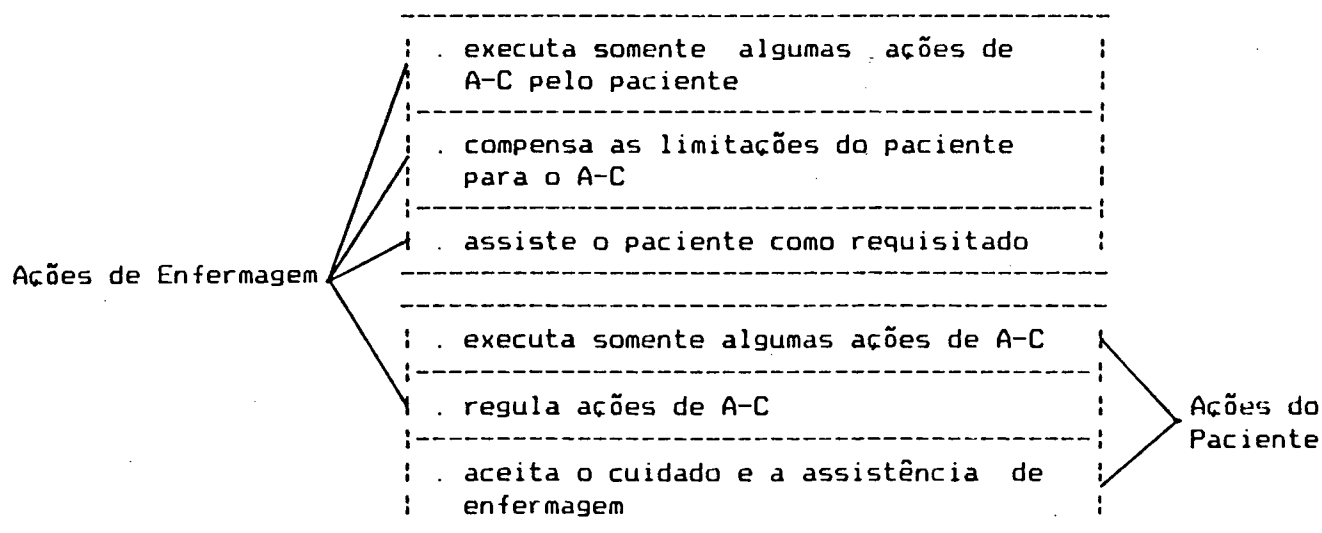 . executa somente algumas ações de
A-C pelo paciente
. compensa as limitações do paciente
para o A-C
. assiste o paciente como requisitado
Ações de Enfermagem
. executa somente algumas ações de A-C
. regula ações de A-C
Ações do
Paciente
. aceita o cuidado e a assistência de
enfermagem